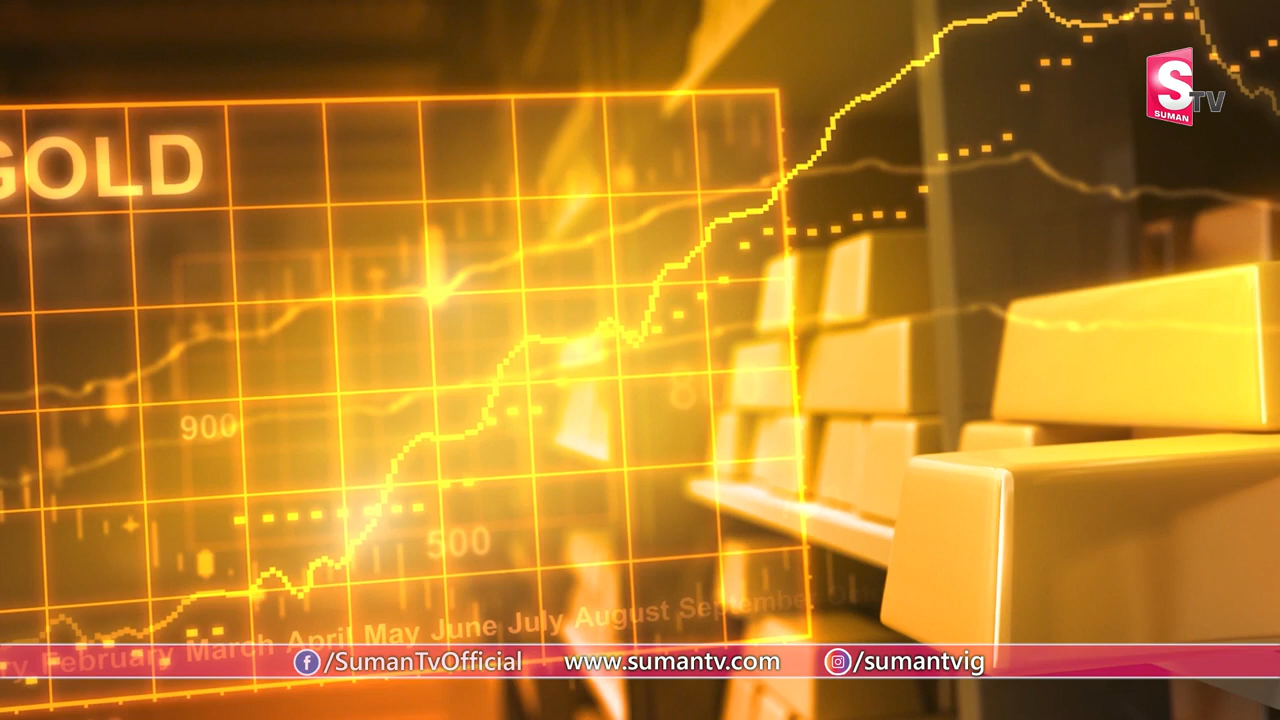 GOLD
S TV
SUMAN
900
500
February March April May June July August September
/SumanTvOfficial www.sumantv.com /sumantvig